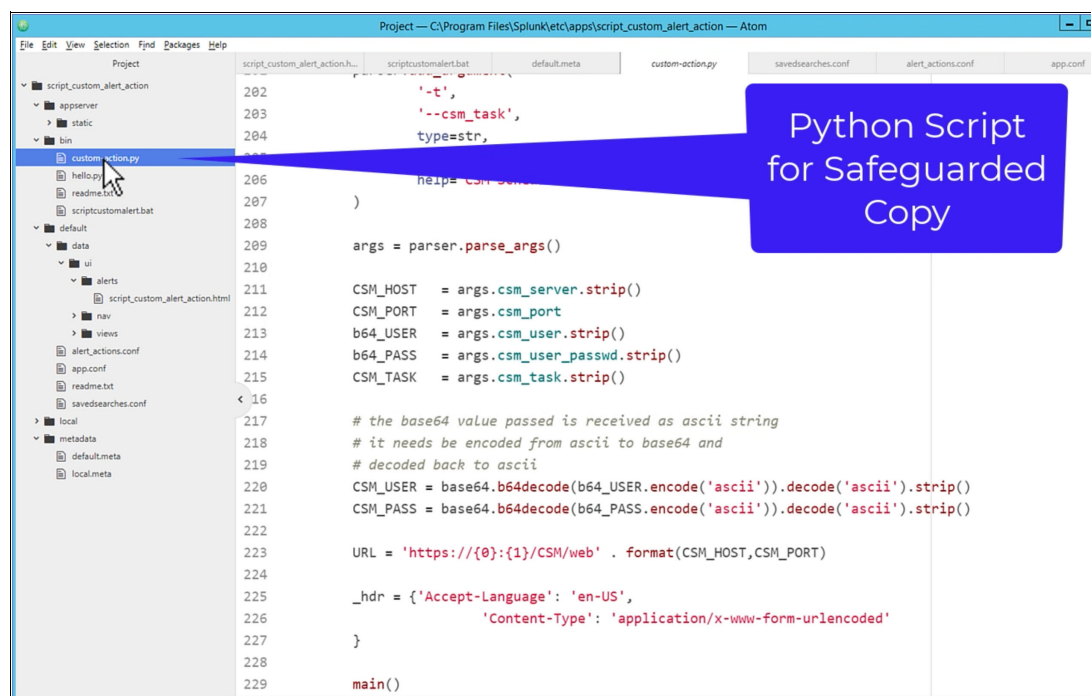 Project — C:\Program Files\Splunk\etc\apps\script_custom_alert_action — Atom
File Edit View Selection Find Packages Help
Project
script_custom_alert_action.h... scriptcustomalert.bat default.meta custom-action.py savedsearches.conf alert_actions.conf app.conf
script_custom_alert_action
appserver
static
bin
custom-action.py
hello.py
readme.txt
scriptcustomalert.bat
default
data
ui
alerts
script_custom_alert_action.html
nav
views
alert_actions.conf
app.conf
readme.txt
savedsearches.conf
local
metadata
default.meta
local.meta
202 '-t',
203 '--csm_task',
204 type=str,
206 help=
207 )
208
209 args = parser.parse_args()
210
211 CSM_HOST = args.csm_server.strip()
212 CSM_PORT = args.csm_port
213 b64_USER = args.csm_user.strip()
214 b64_PASS = args.csm_user_passwd.strip()
215 CSM_TASK = args.csm_task.strip()
16
217 # the base64 value passed is received as ascii string
218 # it needs be encoded from ascii to base64 and
219 # decoded back to ascii
220 CSM_USER = base64.b64decode(b64_USER.encode('ascii')).decode('ascii').strip()
221 CSM_PASS = base64.b64decode(b64_PASS.encode('ascii')).decode('ascii').strip()
222
223 URL = 'https://{0}:{1}/CSM/web' . format(CSM_HOST,CSM_PORT)
224
225 _hdr = {'Accept-Language': 'en-US',
226 'Content-Type': 'application/x-www-form-urlencoded'
227 }
228
229 main()
Python Script
for Safeguarded
Copy